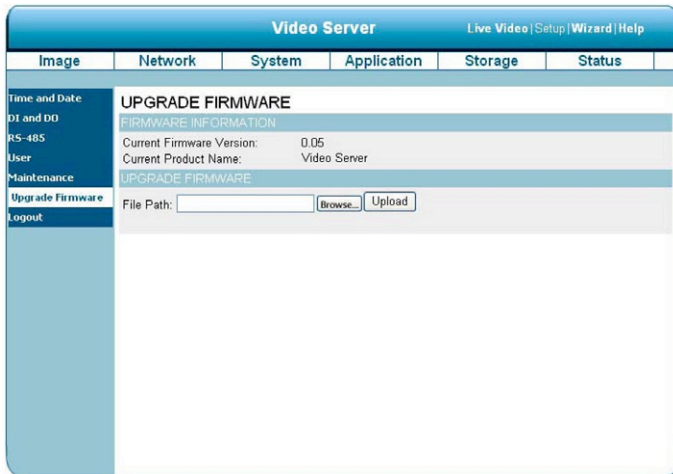 Video Server
Live Video | Setup | Wizard | Help
Image Network System Application Storage Status
Time and Date
DI and DO
RS-485
User
Maintenance
Upgrade Firmware
Logout
UPGRADE FIRMWARE
FIRMWARE INFORMATION
Current Firmware Version: 0.05
Current Product Name: Video Server
UPGRADE FIRMWARE
File Path: Browse... Upload